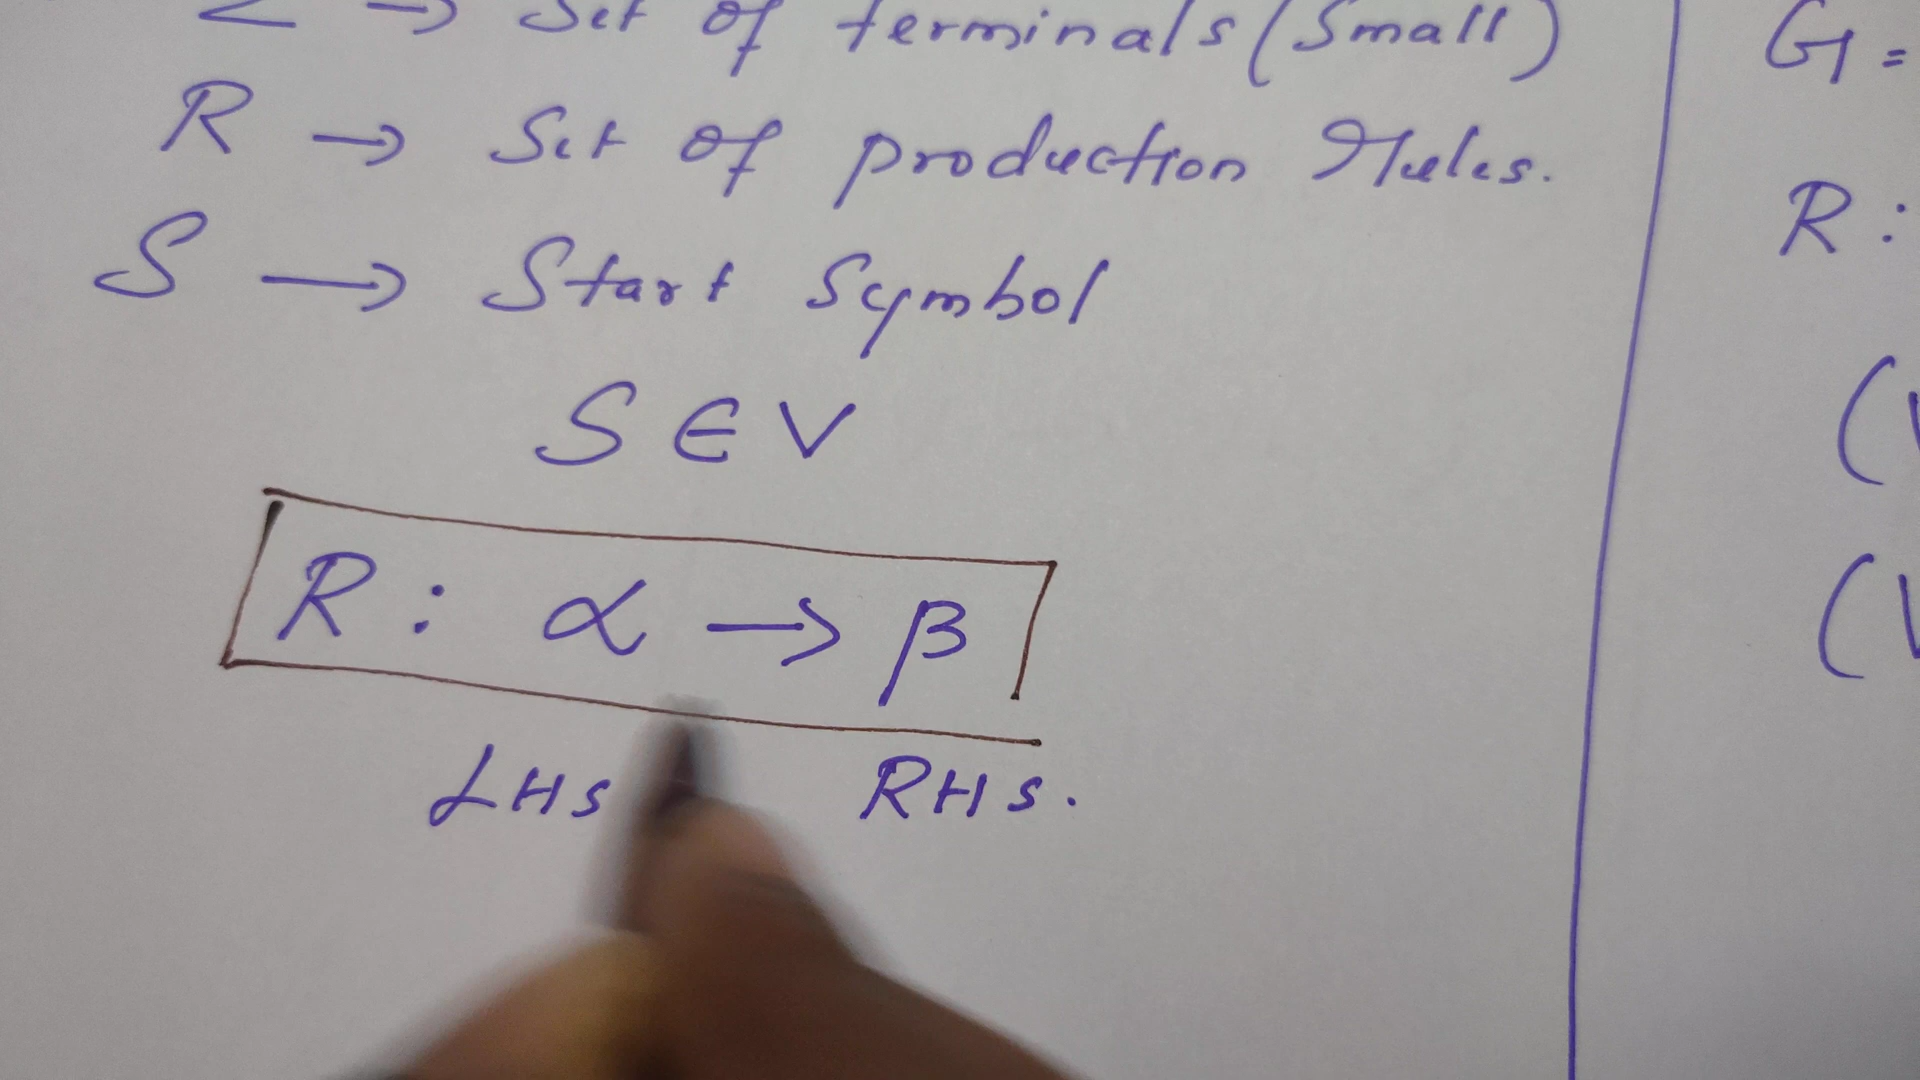 Σ → Set of terminals (Small)
R → Set of production rules.
S → Start Symbol
S ∈ V
R : α → β
LHS RHS.
G =
R :
(
(